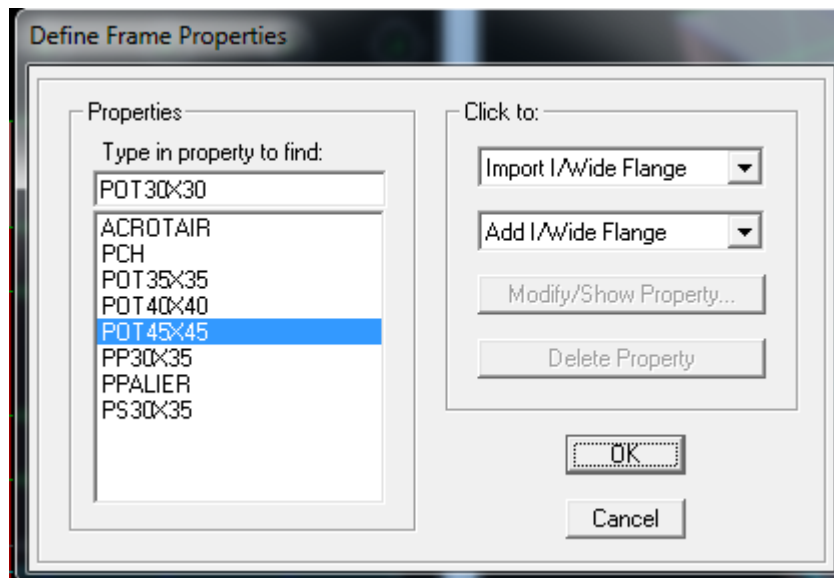 Define Frame Properties
Properties
Type in property to find:
POT30X30
ACROTAIR
PCH
POT35X35
POT40X40
POT45X45
PP30X35
PPALIER
PS30X35
Click to:
Import I/Wide Flange
Add I/Wide Flange
Modify/Show Property...
Delete Property
OK
Cancel